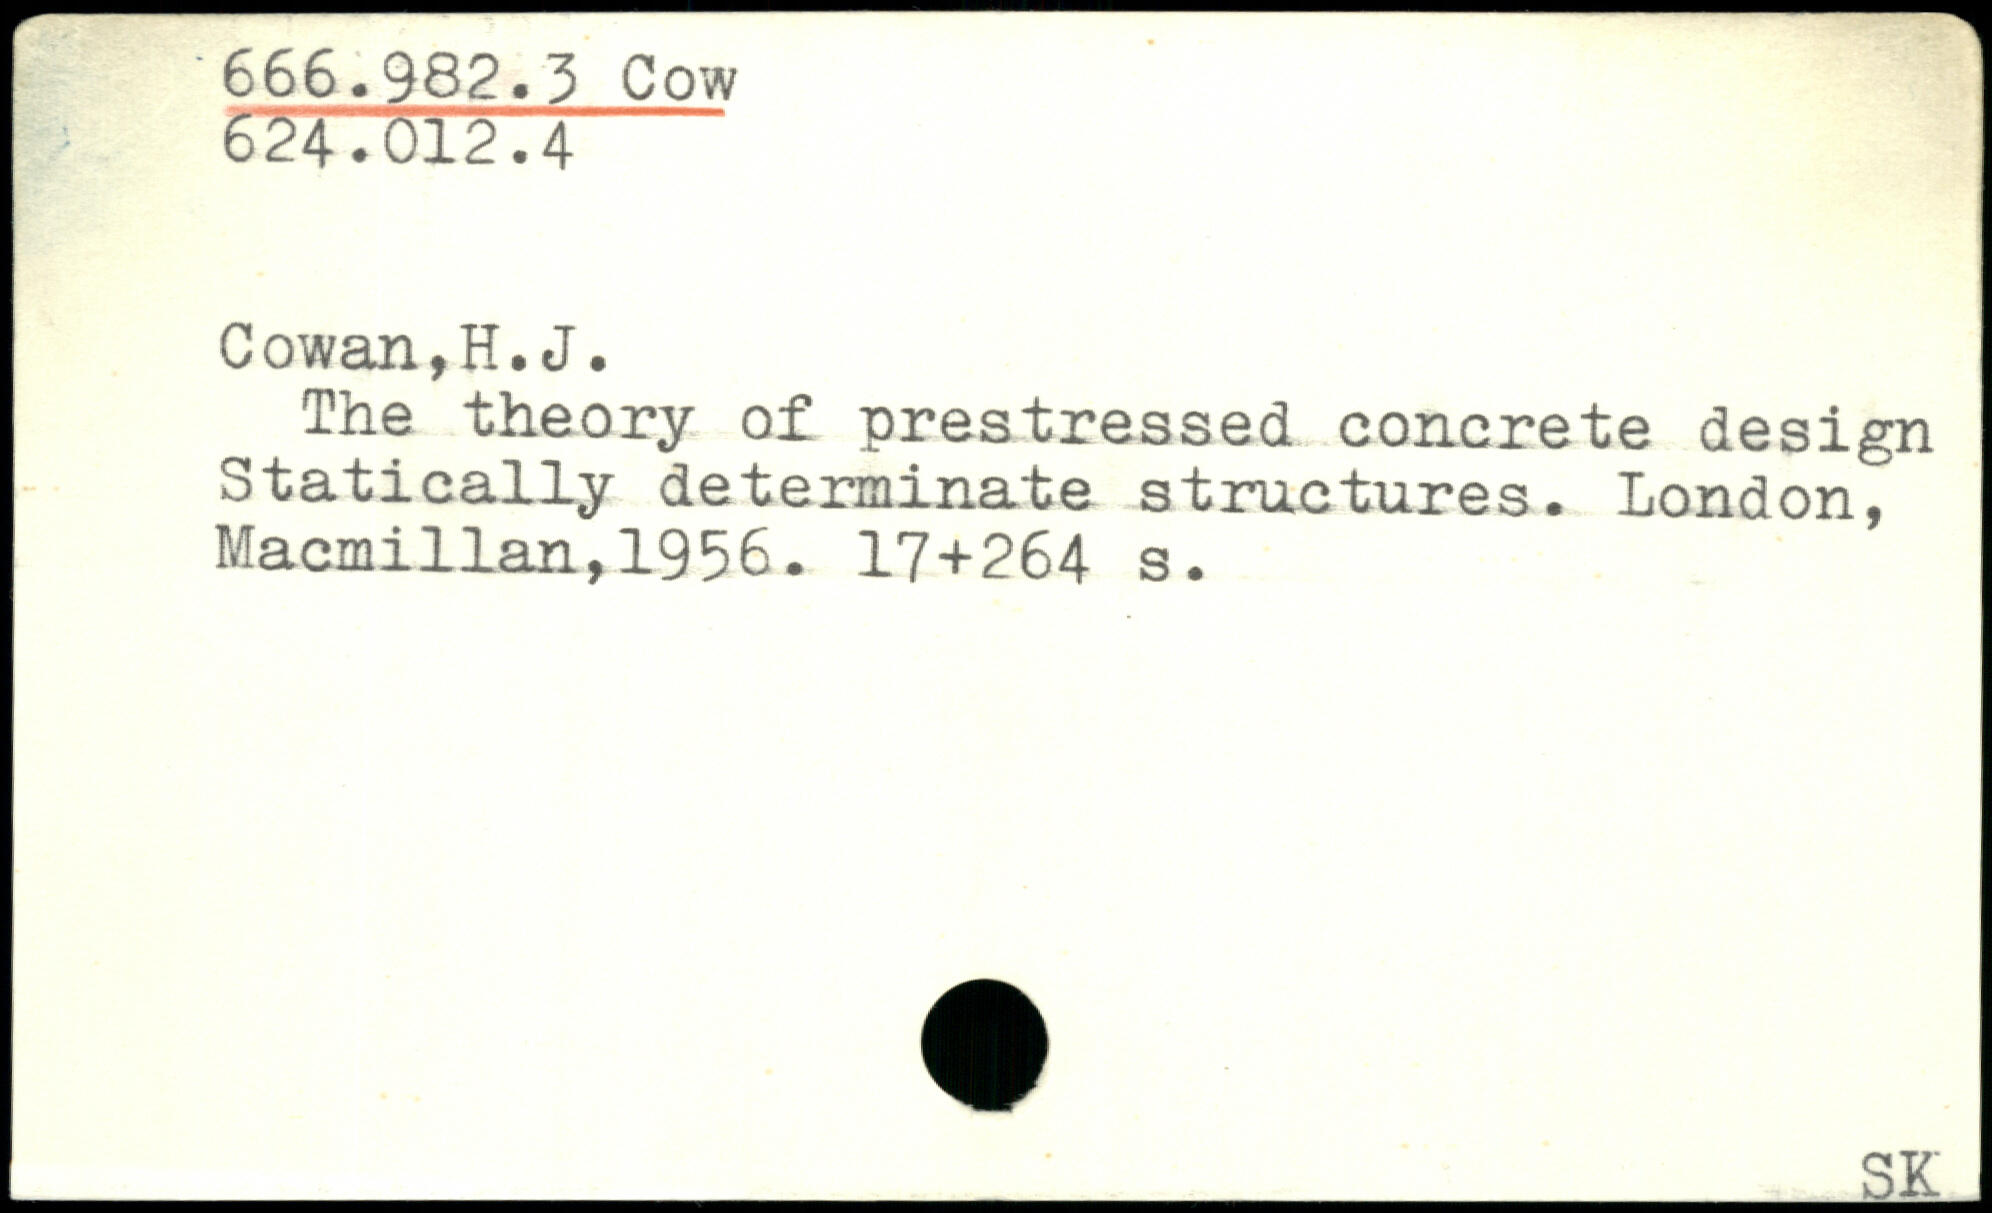 666.982.3 Cow
624.012.4
Cowan,H.J.
The theory of prestressed concrete design
Statically determinate structures. London,
Macmillan,1956. 17+264 s.
SK